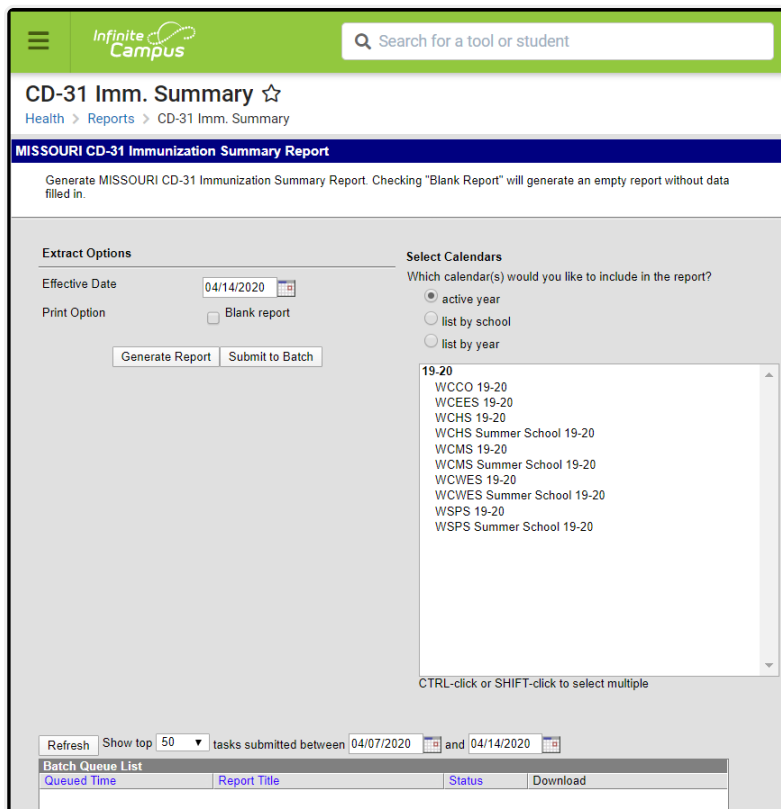 Infinite
Campus
Search for a tool or student
CD-31 Imm. Summary
Health > Reports > CD-31 Imm. Summary
MISSOURI CD-31 Immunization Summary Report
Generate MISSOURI CD-31 Immunization Summary Report. Checking "Blank Report" will generate an empty report without data
filled in.
Extract Options
Effective Date 04/14/2020
Print Option Blank report
Generate Report Submit to Batch
Select Calendars
Which calendar(s) would you like to include in the report?
active year
list by school
list by year
19-20
WCCO 19-20
WCEES 19-20
WCHS 19-20
WCHS Summer School 19-20
WCMS 19-20
WCMS Summer School 19-20
WCWES 19-20
WCWES Summer School 19-20
WSPS 19-20
WSPS Summer School 19-20
CTRL-click or SHIFT-click to select multiple
Refresh Show top 50 tasks submitted between 04/07/2020 and 04/14/2020
Batch Queue List
Queued Time Report Title Status Download